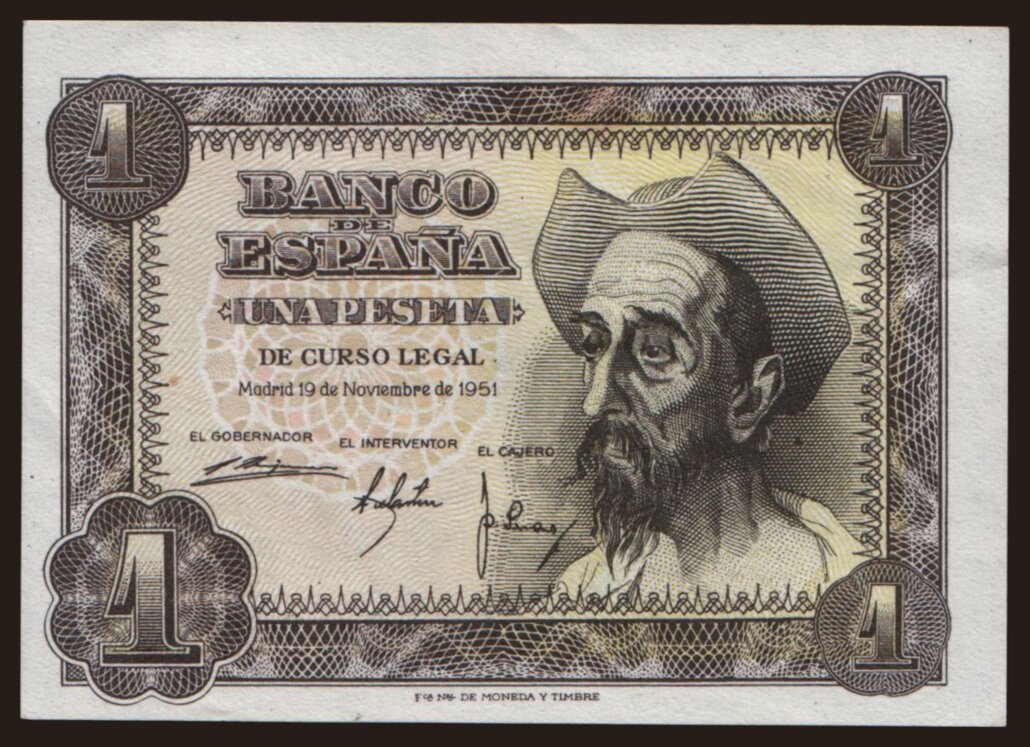 1
1
BANCO
DE
ESPAÑA
UNA PESETA
DE CURSO LEGAL
Madrid 19 de Noviembre de 1951
EL GOBERNADOR
EL INTERVENTOR
EL CAJERO
1
1
Fca Nal DE MONEDA Y TIMBRE